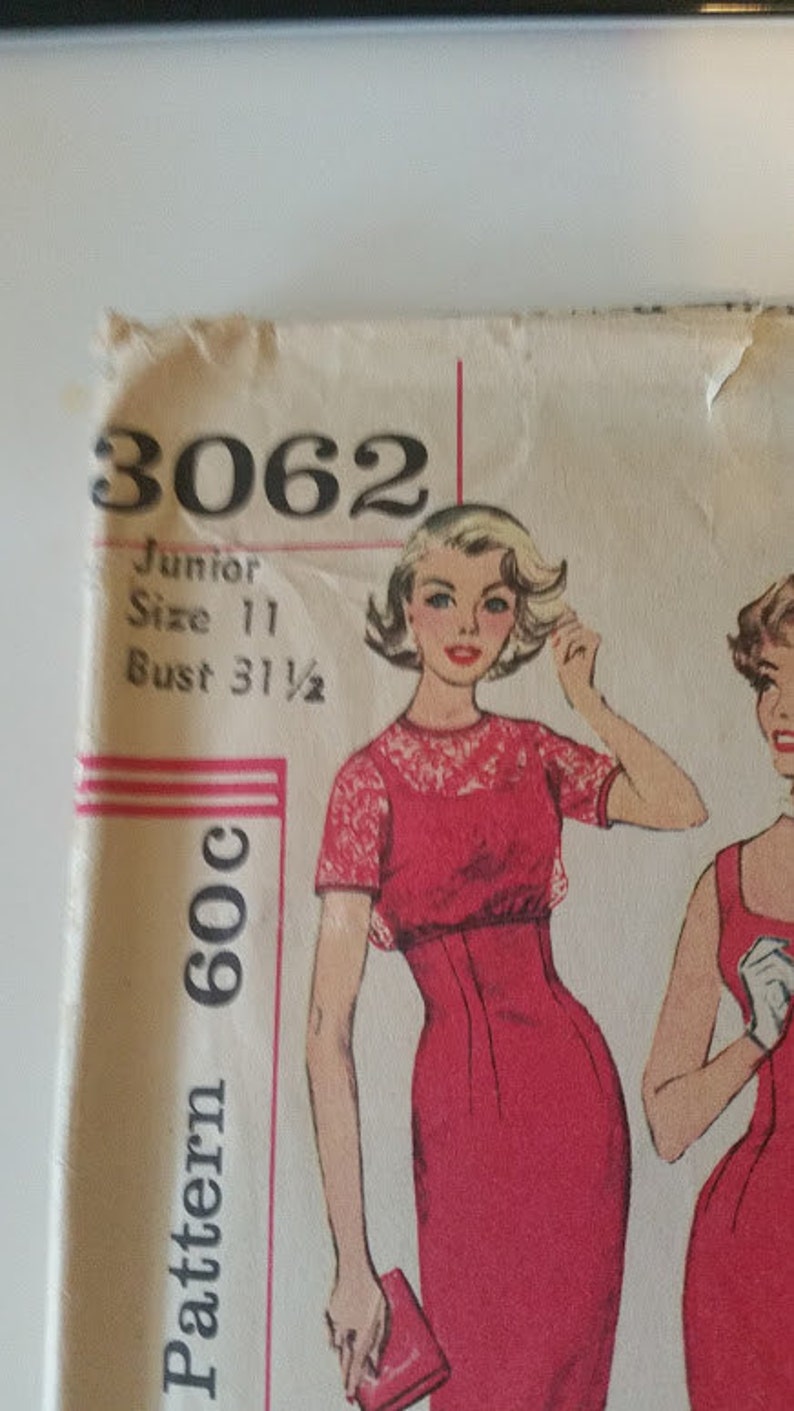 3062
Junior
Size 11
Bust 31½
Pattern 60c